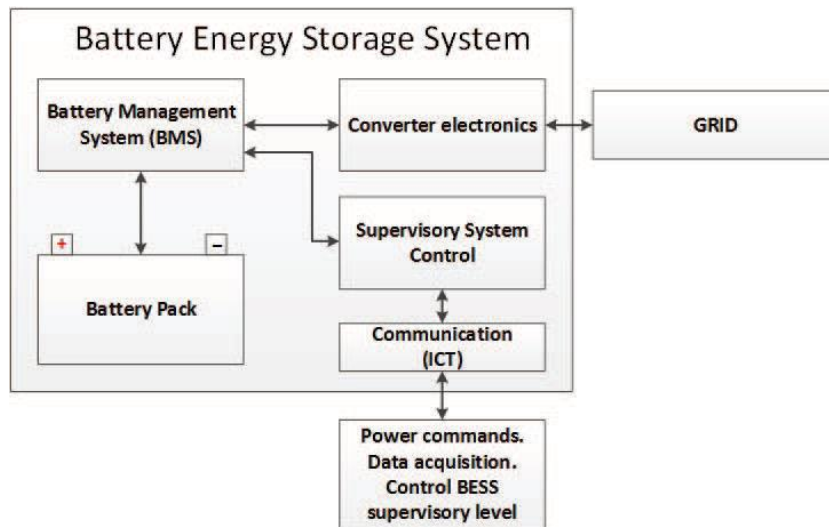 Battery Energy Storage System
Battery Management
System (BMS)
Converter electronics
GRID
Supervisory System
Control
+
–
Battery Pack
Communication
(ICT)
Power commands.
Data acquisition.
Control BESS
supervisory level